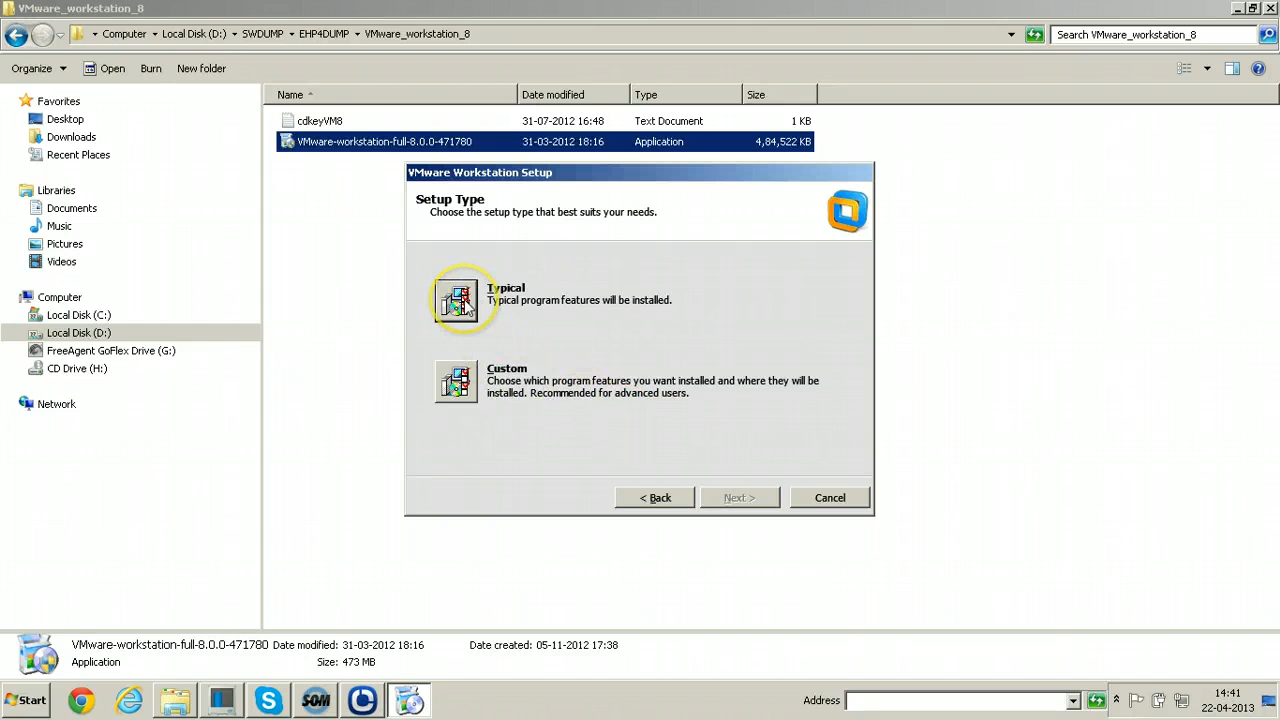 VMware_workstation_8
Computer Local Disk (D:) SWDUMP EHP4DUMP VMware_workstation_8
Search VMware_workstation_8
Organize Open Burn New folder
Name Date modified Type Size
Favorites
Desktop
Downloads
Recent Places
Libraries
Documents
Music
Pictures
Videos
Computer
Local Disk (C:)
Local Disk (D:)
FreeAgent GoFlex Drive (G:)
CD Drive (H:)
Network
cdkeyVM8 31-07-2012 16:48 Text Document 1 KB
VMware-workstation-full-8.0.0-471780 31-03-2012 18:16 Application 4,84,522 KB
VMware Workstation Setup
Setup Type
Choose the setup type that best suits your needs.
Typical
Typical program features will be installed.
Custom
Choose which program features you want installed and where they will be
installed. Recommended for advanced users.
< Back Next > Cancel
VMware-workstation-full-8.0.0-471780 Date modified: 31-03-2012 18:16 Date created: 05-11-2012 17:38
Application Size: 473 MB
Start SOM Address 14:41
22-04-2013